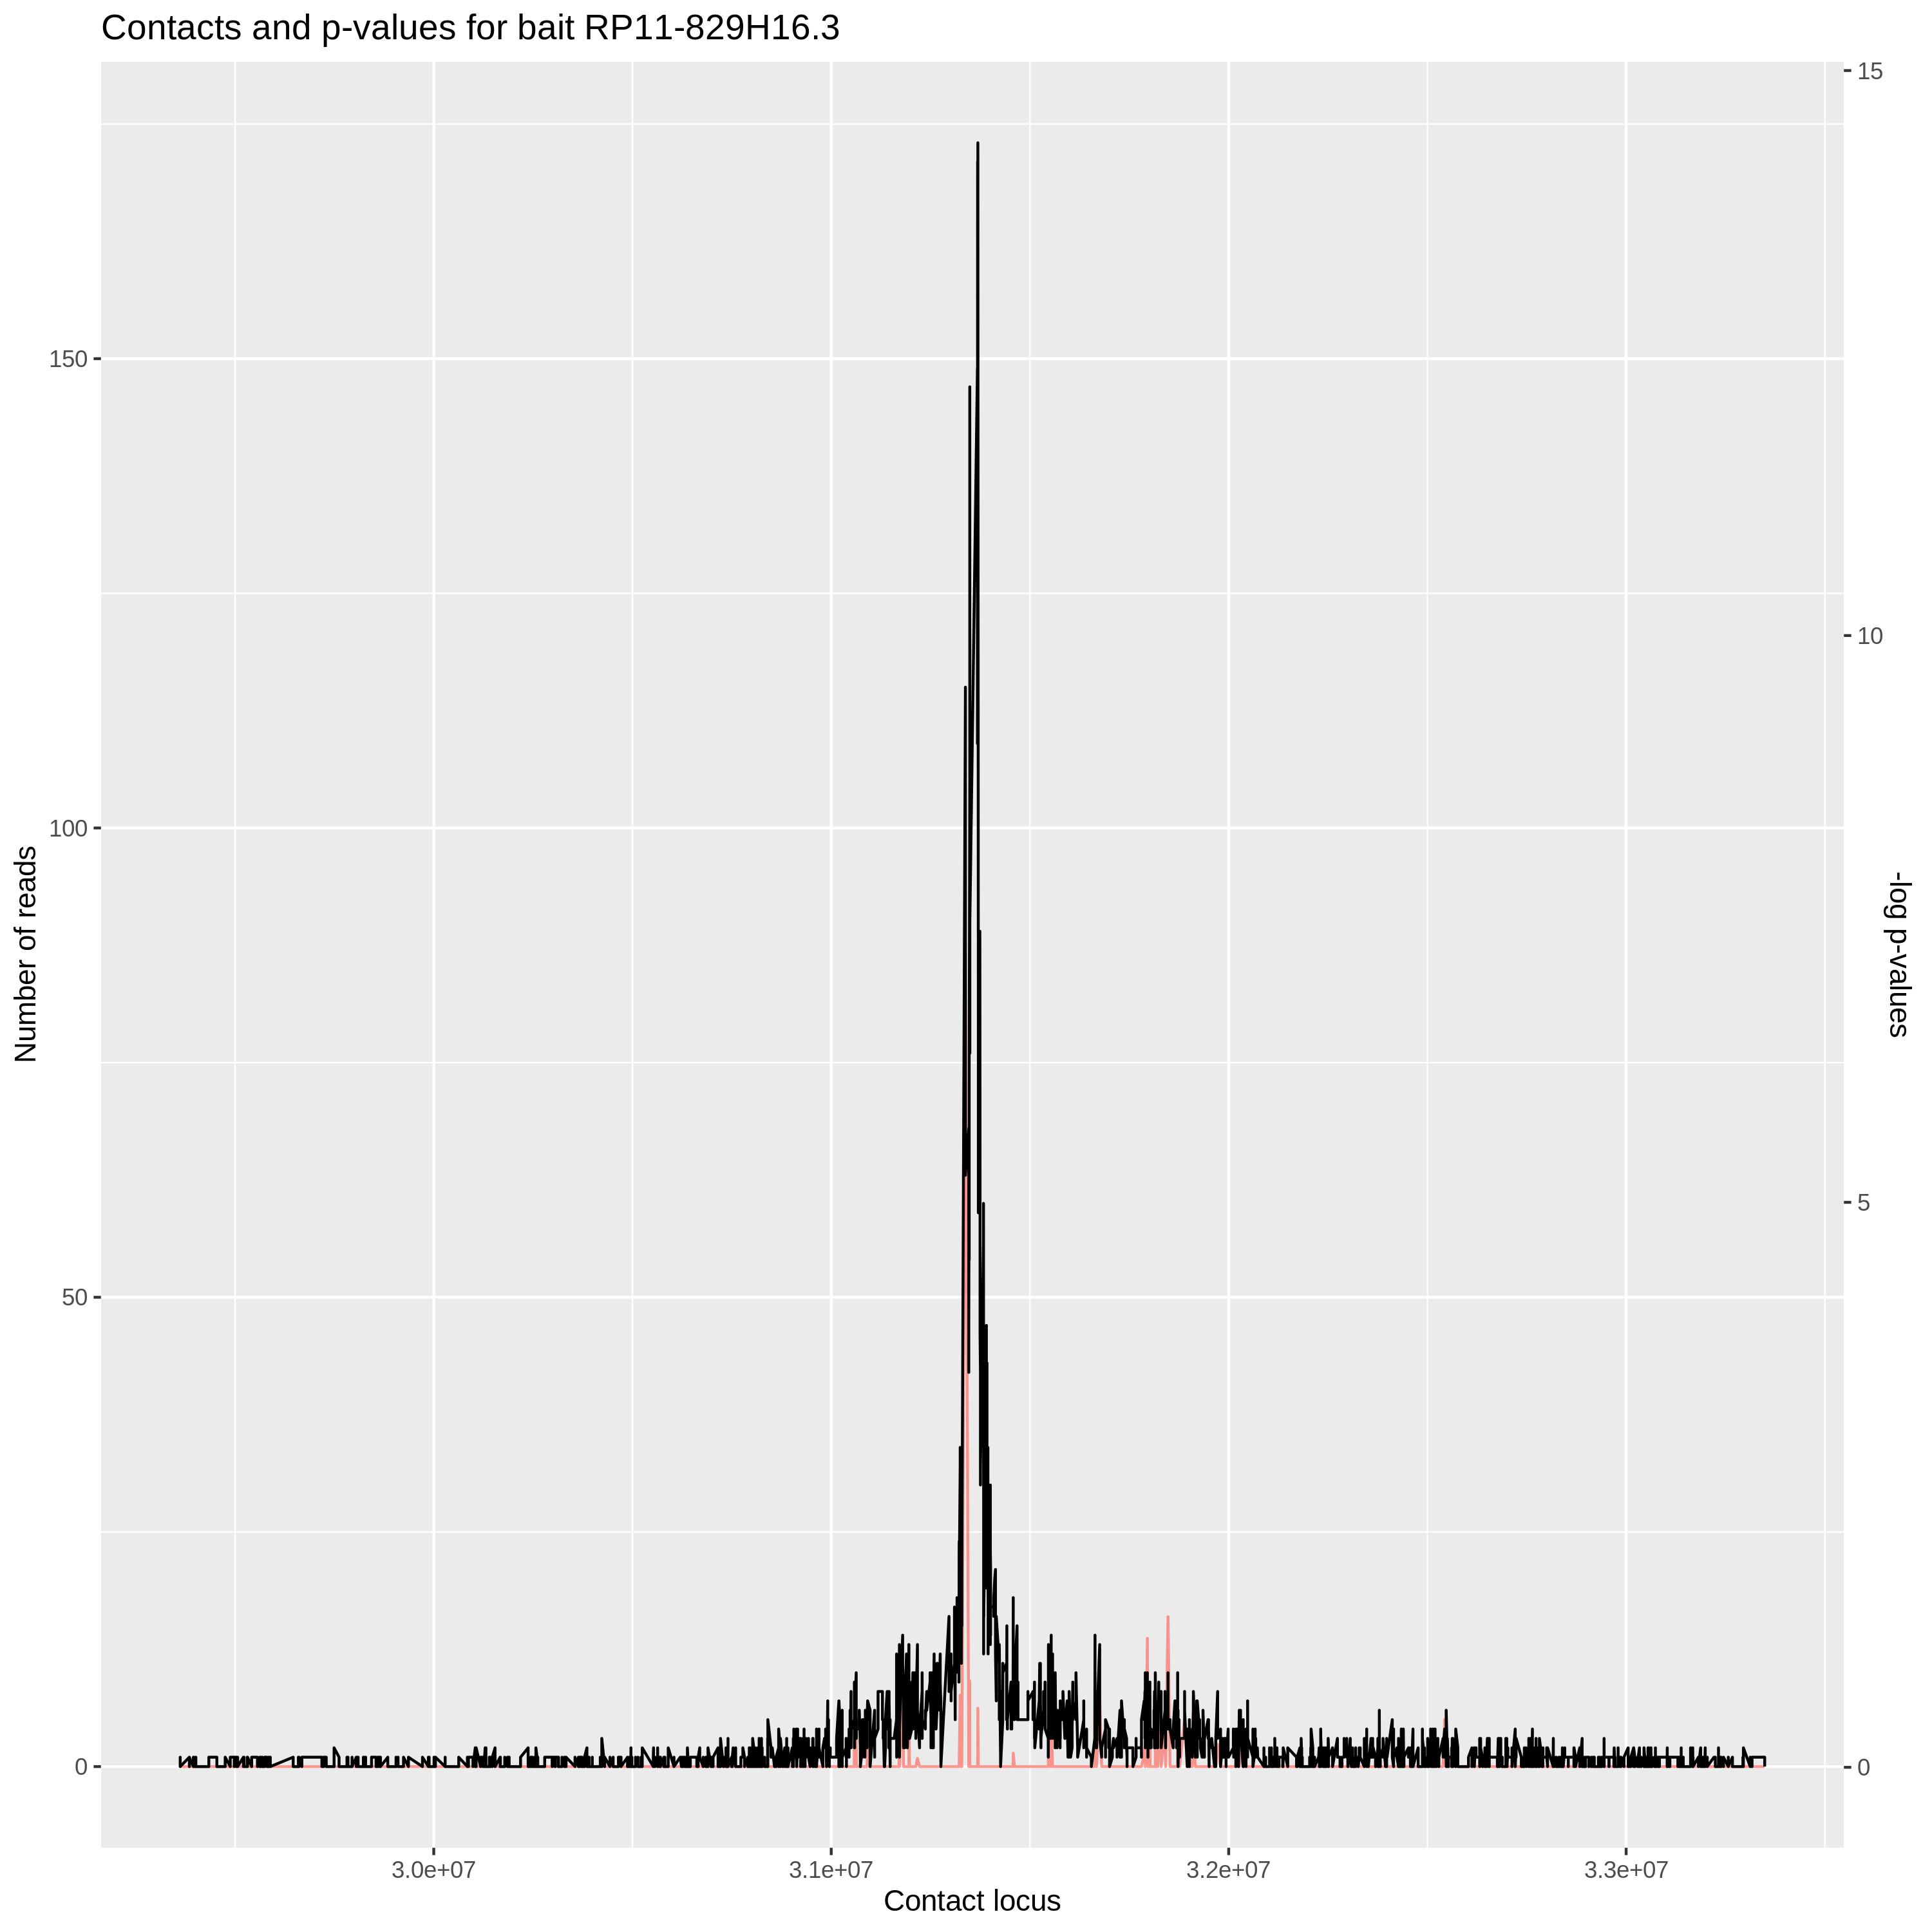 Contacts and p-values for bait RP11-829H16.3
15
150
10
100
Number of reads
-log p-values
5
50
0
0
3.0e+07
3.1e+07
3.2e+07
3.3e+07
Contact locus